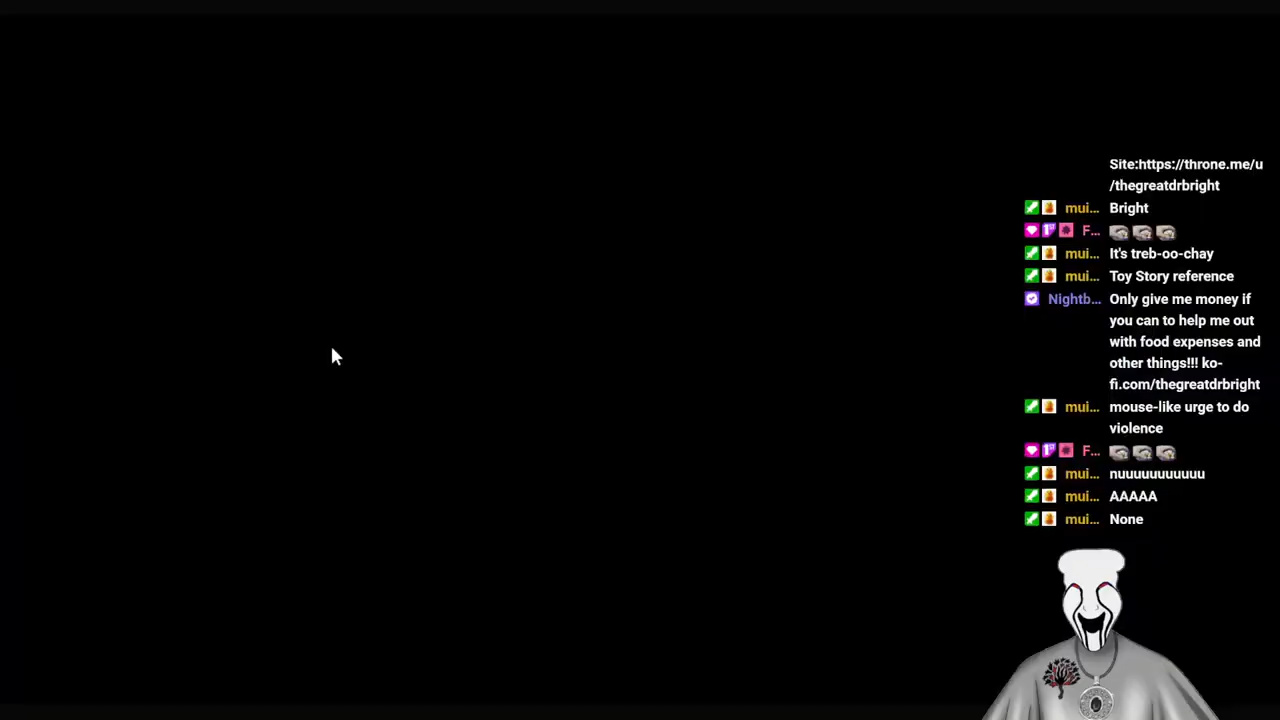 Site:https://throne.me/u
/thegreatdrbright
mui... Bright
F...
mui... It's treb-oo-chay
mui... Toy Story reference
Nightb... Only give me money if
you can to help me out
with food expenses and
other things!!! ko-
fi.com/thegreatdrbright
mui... mouse-like urge to do
violence
F...
mui... nuuuuuuuuuuu
mui... AAAAA
mui... None